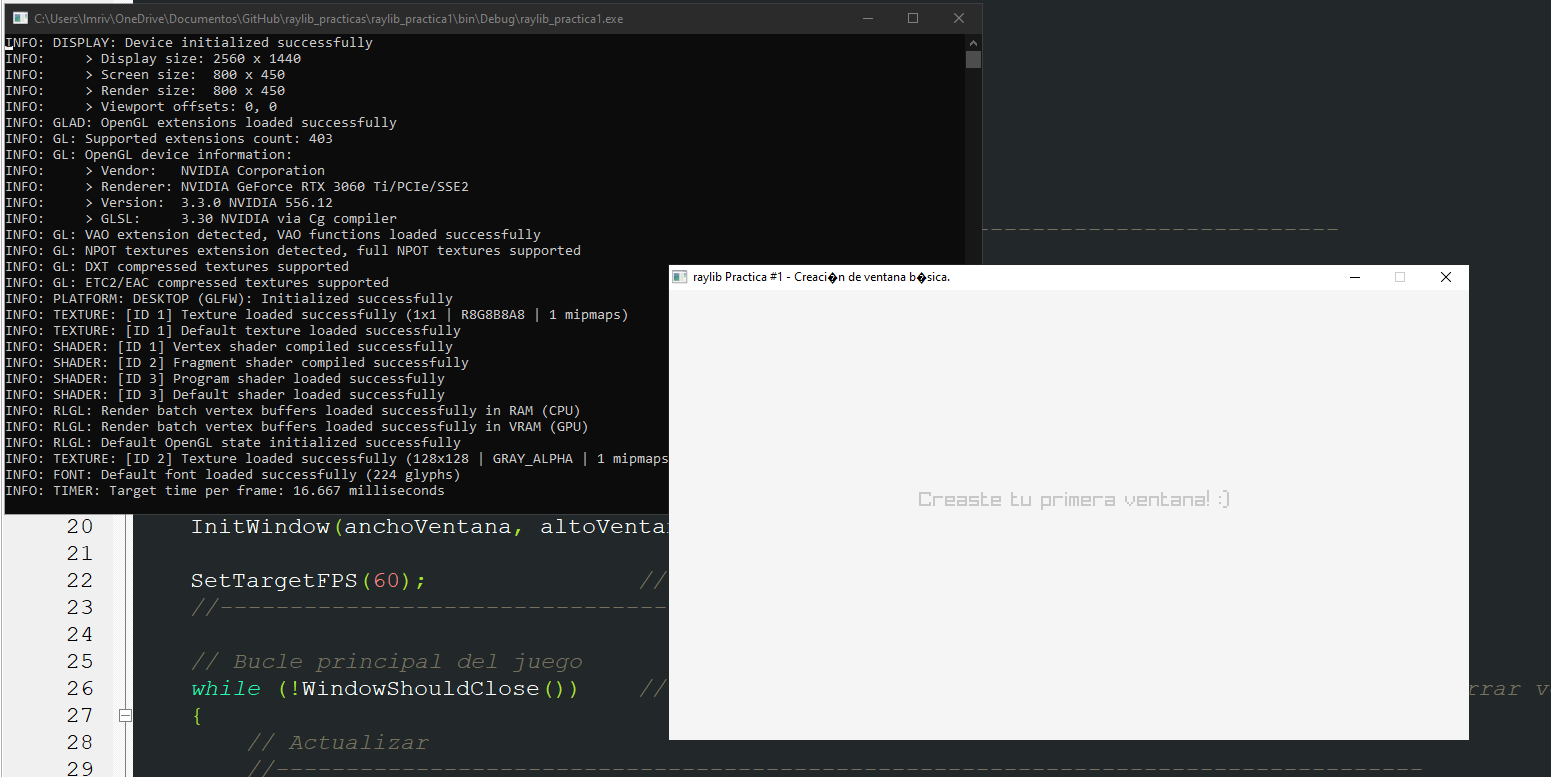 C:\Users\lmriv\OneDrive\Documentos\GitHub\raylib_practicas\raylib_practica1\bin\Debug\raylib_practica1.exe
INFO: DISPLAY: Device initialized successfully
INFO:     > Display size: 2560 x 1440
INFO:     > Screen size:  800 x 450
INFO:     > Render size:  800 x 450
INFO:     > Viewport offsets: 0, 0
INFO: GLAD: OpenGL extensions loaded successfully
INFO: GL: Supported extensions count: 403
INFO: GL: OpenGL device information:
INFO:     > Vendor:   NVIDIA Corporation
INFO:     > Renderer: NVIDIA GeForce RTX 3060 Ti/PCIe/SSE2
INFO:     > Version:  3.3.0 NVIDIA 556.12
INFO:     > GLSL:     3.30 NVIDIA via Cg compiler
INFO: GL: VAO extension detected, VAO functions loaded successfully
INFO: GL: NPOT textures extension detected, full NPOT textures supported
INFO: GL: DXT compressed textures supported
INFO: GL: ETC2/EAC compressed textures supported
INFO: PLATFORM: DESKTOP (GLFW): Initialized successfully
INFO: TEXTURE: [ID 1] Texture loaded successfully (1x1 | R8G8B8A8 | 1 mipmaps)
INFO: TEXTURE: [ID 1] Default texture loaded successfully
INFO: SHADER: [ID 1] Vertex shader compiled successfully
INFO: SHADER: [ID 2] Fragment shader compiled successfully
INFO: SHADER: [ID 3] Program shader loaded successfully
INFO: SHADER: [ID 3] Default shader loaded successfully
INFO: RLGL: Render batch vertex buffers loaded successfully in RAM (CPU)
INFO: RLGL: Render batch vertex buffers loaded successfully in VRAM (GPU)
INFO: RLGL: Default OpenGL state initialized successfully
INFO: TEXTURE: [ID 2] Texture loaded successfully (128x128 | GRAY_ALPHA | 1 mipmaps
INFO: FONT: Default font loaded successfully (224 glyphs)
INFO: TIMER: Target time per frame: 16.667 milliseconds
raylib Practica #1 - Creaci�n de ventana b�sica.
Creaste tu primera ventana! :)
20 InitWindow(anchoVentana, altoVenta
21
22 SetTargetFPS(60); //
23 //--------------------------------
24
25 // Bucle principal del juego
26 while (!WindowShouldClose()) // rrar v
27 {
28 // Actualizar
29 //----------------------------------------------------------------------------------